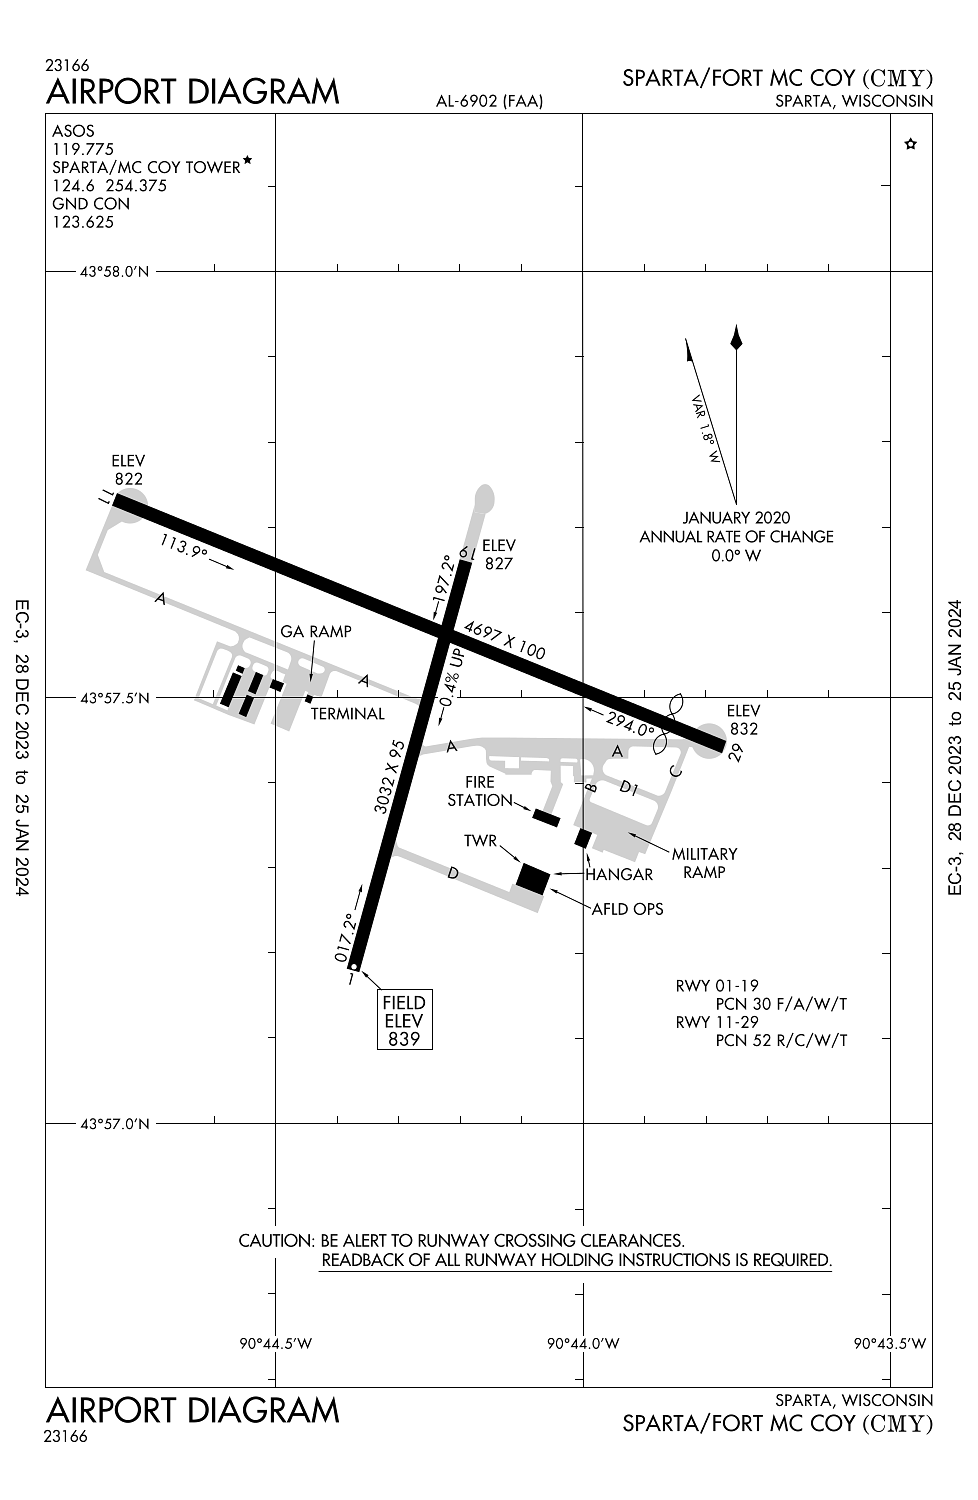 23166
AIRPORT DIAGRAM
AL-6902 (FAA)
SPARTA/FORT MC COY (CMY)
SPARTA, WISCONSIN
ASOS
119.775
SPARTA/MC COY TOWER★
124.6 254.375
GND CON
123.625
43°58.0'N
VAR 1.8° W
JANUARY 2020
ANNUAL RATE OF CHANGE
0.0° W
ELEV
822
11
113.9°
19
ELEV
827
197.2°
A
GA RAMP
4697 X 100
A
0.4% UP
43°57.5'N
TERMINAL
294.0°
ELEV
832
29
A
A
C
3032 X 95
FIRE
STATION
B
D1
TWR
MILITARY
RAMP
D
HANGAR
AFLD OPS
017.2°
1
FIELD
ELEV
839
RWY 01-19
PCN 30 F/A/W/T
RWY 11-29
PCN 52 R/C/W/T
43°57.0'N
CAUTION: BE ALERT TO RUNWAY CROSSING CLEARANCES.
READBACK OF ALL RUNWAY HOLDING INSTRUCTIONS IS REQUIRED.
90°44.5'W
90°44.0'W
90°43.5'W
EC-3, 28 DEC 2023 to 25 JAN 2024
EC-3, 28 DEC 2023 to 25 JAN 2024
AIRPORT DIAGRAM
23166
SPARTA, WISCONSIN
SPARTA/FORT MC COY (CMY)